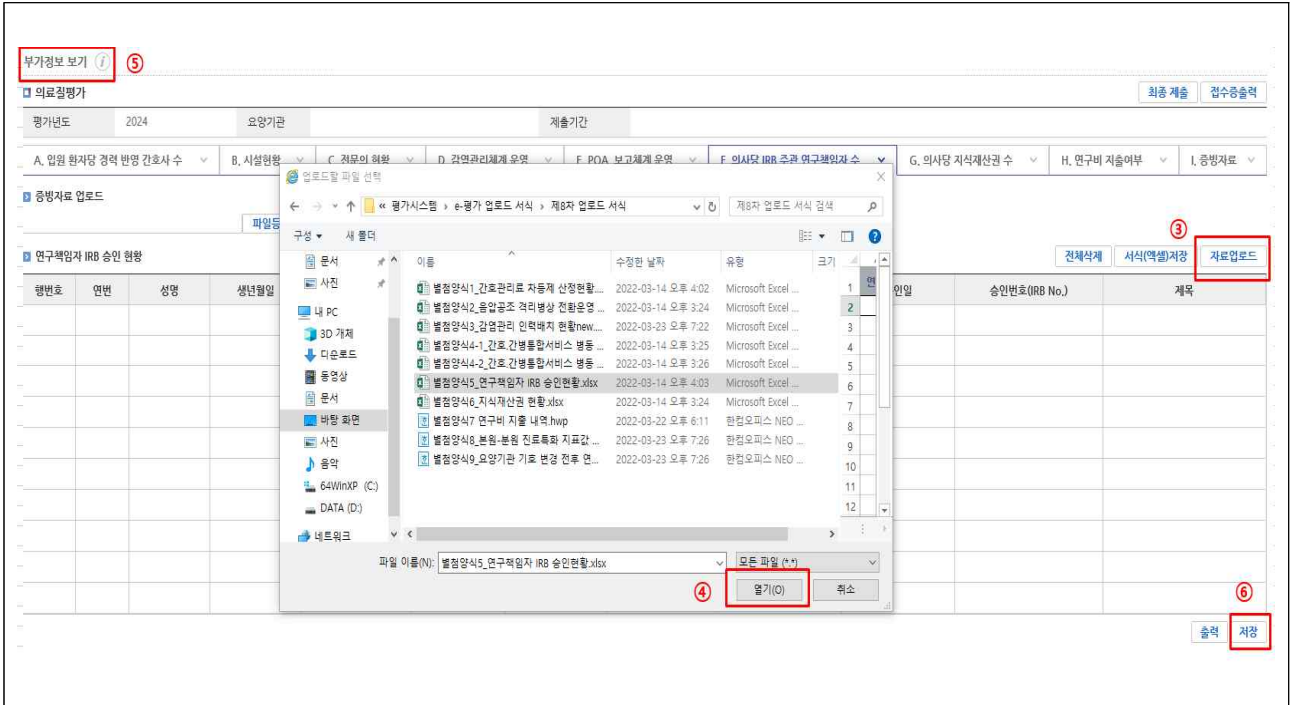 부가정보 보기 ⑤
의료질평가 최종 제출 접수증출력
평가년도 2024 요양기관 제출기간
A. 입원 환자당 경력 반영 간호사 수 B. 시설현황 C. 전문의 현황 D. 감염관리체계 운영 E. POA 보고체계 운영 F. 의사당 IRB 주관 연구책임자 수 G. 의사당 지식재산권 수 H. 연구비 지출여부 I. 증빙자료
증빙자료 업로드
파일등
③
연구책임자 IRB 승인 현황 전체삭제 서식(엑셀)저장 자료업로드
행번호 연번 성명 생년월일 인일 승인번호(IRB No.) 제목
업로드할 파일 선택
« 평가시스템 › e-평가 업로드 서식 › 제8차 업로드 서식 제8차 업로드 서식 검색
구성 새 폴더
문서
사진
내 PC
3D 개체
다운로드
동영상
문서
바탕 화면
사진
음악
64WinXP (C:)
DATA (D:)
네트워크
이름 수정한 날짜 유형 크기
별첨양식1_간호관리료 차등제 산정현황.... 2022-03-14 오후 4:02 Microsoft Excel ...
별첨양식2_음압공조 격리병상 전환운영 ... 2022-03-14 오후 3:24 Microsoft Excel ...
별첨양식3_감염관리 인력배치 현황new.... 2022-03-23 오후 7:22 Microsoft Excel ...
별첨양식4-1_간호.간병통합서비스 병동 ... 2022-03-14 오후 3:25 Microsoft Excel ...
별첨양식4-2_간호.간병통합서비스 병동 ... 2022-03-14 오후 3:26 Microsoft Excel ...
별첨양식5_연구책임자 IRB 승인현황.xlsx 2022-03-14 오후 4:03 Microsoft Excel ...
별첨양식6_지식재산권 현황.xlsx 2022-03-14 오후 3:24 Microsoft Excel ...
별첨양식7 연구비 지출 내역.hwp 2022-03-22 오후 6:11 한컴오피스 NEO ...
별첨양식8_본원-분원 진료특화 지표값 ... 2022-03-23 오후 7:26 한컴오피스 NEO ...
별첨양식9_요양기관 기호 변경 전후 연... 2022-03-23 오후 7:26 한컴오피스 NEO ...
연
1
2
3
4
5
6
7
8
9
10
11
12
파일 이름(N): 별첨양식5_연구책임자 IRB 승인현황.xlsx 모든 파일 (*.*)
④ 열기(O) 취소
⑥
출력 저장